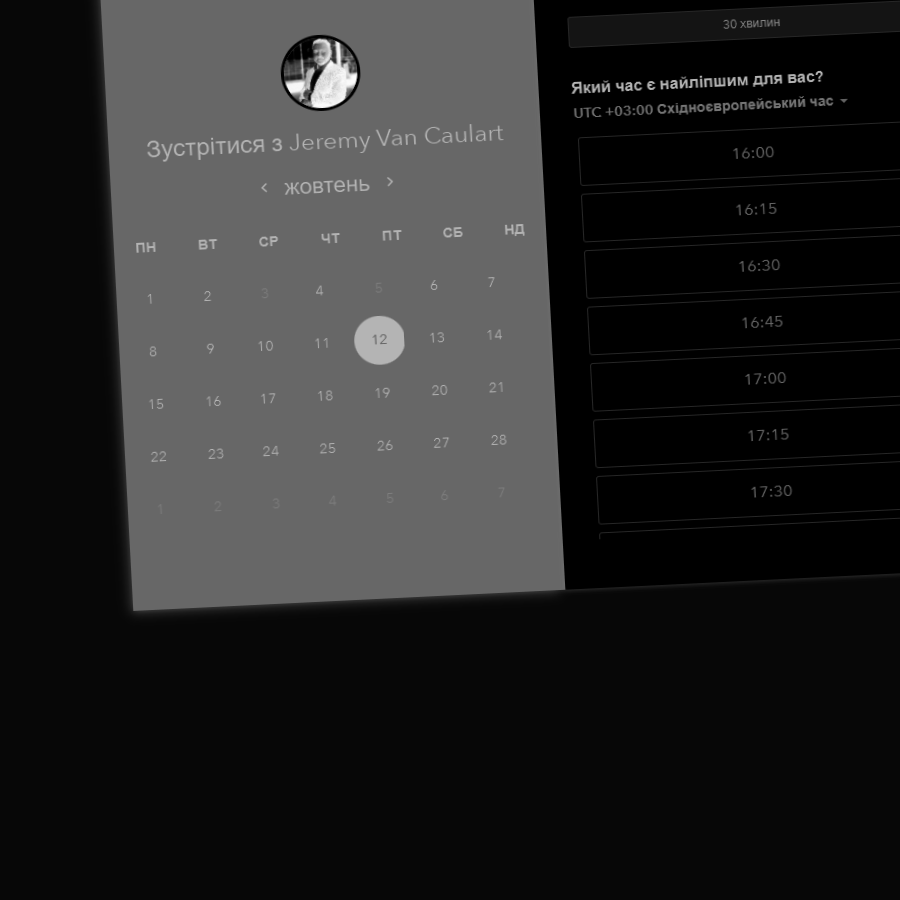 Зустрітися з Jeremy Van Caulart
‹ жовтень ›
ПН ВТ СР ЧТ ПТ СБ НД
1 2 3 4 5 6 7
8 9 10 11 12 13 14
15 16 17 18 19 20 21
22 23 24 25 26 27 28
1 2 3 4 5 6 7
30 хвилин
Який час є найліпшим для вас?
UTC +03:00 Східноєвропейський час
16:00
16:15
16:30
16:45
17:00
17:15
17:30